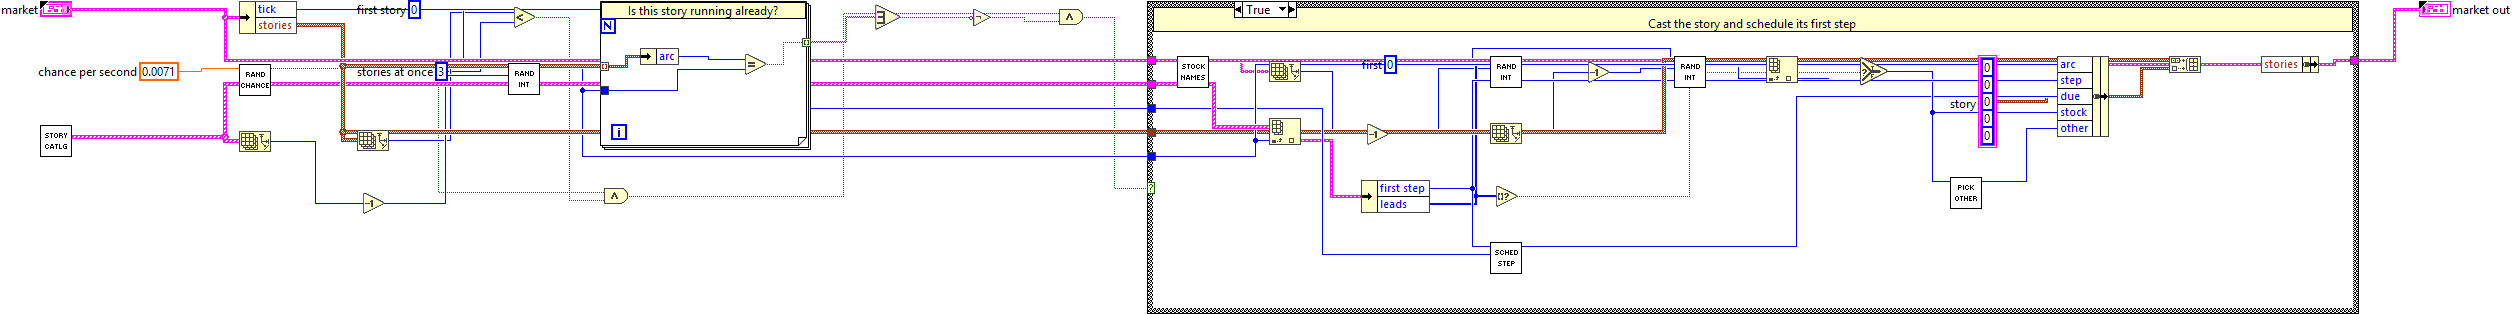 market
tick
stories
first story 0
<
Is this story running already?
N
chance per second 0.0071
RAND
CHANCE
stories at once 3
RAND
INT
arc
=
i
STORY
CATLG
-1
∧
∃
¬
∧
True
Cast the story and schedule its first step
STOCK
NAMES
first 0
RAND
INT
-1
RAND
INT
-1
first step
leads
SCHED
STEP
story
0
0
0
0
0
arc
step
due
stock
other
PICK
OTHER
stories
market out